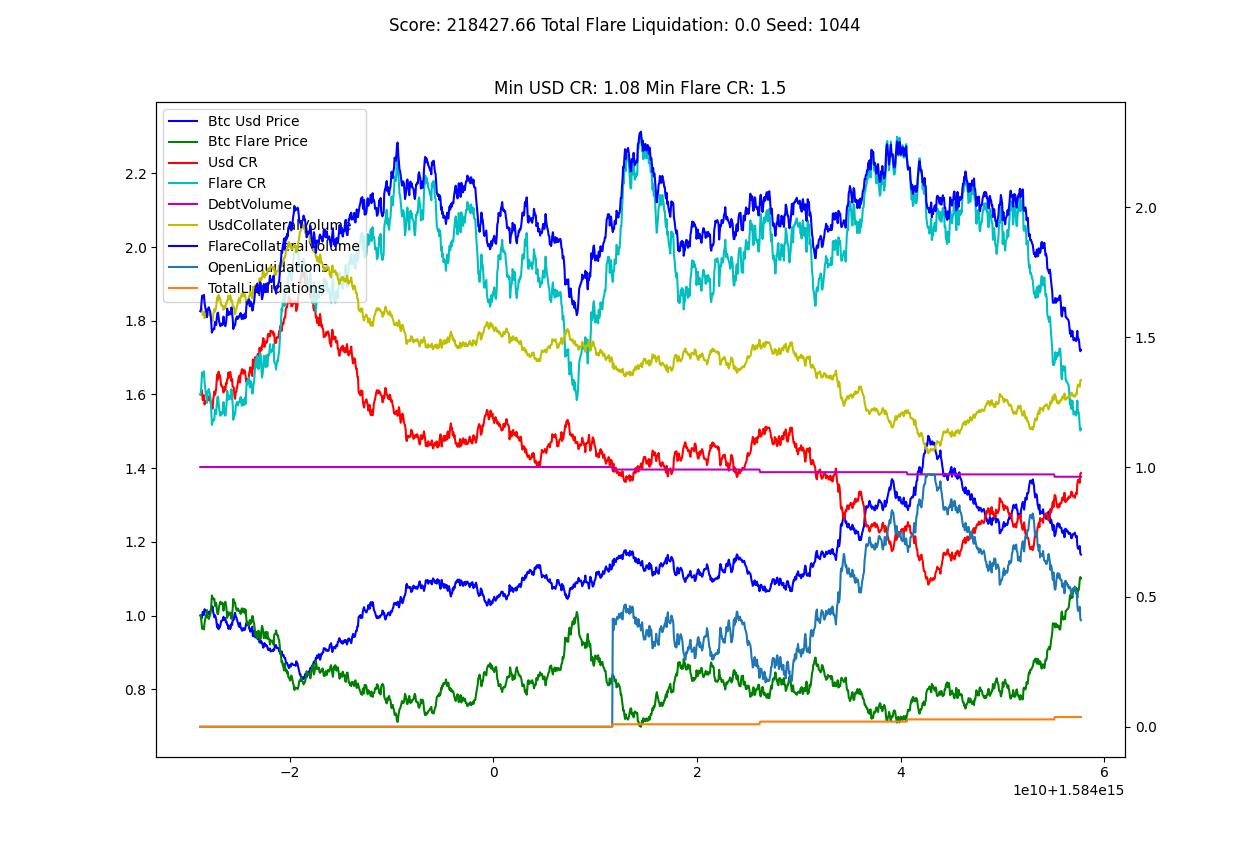 Score: 218427.66 Total Flare Liquidation: 0.0 Seed: 1044
Min USD CR: 1.08 Min Flare CR: 1.5
Btc Usd Price
Btc Flare Price
Usd CR
Flare CR
DebtVolume
UsdCollateralVolume
FlareCollateralVolume
OpenLiquidations
TotalLiquidations
2.2
2.0
1.8
1.6
1.4
1.2
1.0
0.8
2.0
1.5
1.0
0.5
0.0
−2 0 2 4 6
1e10+1.584e15